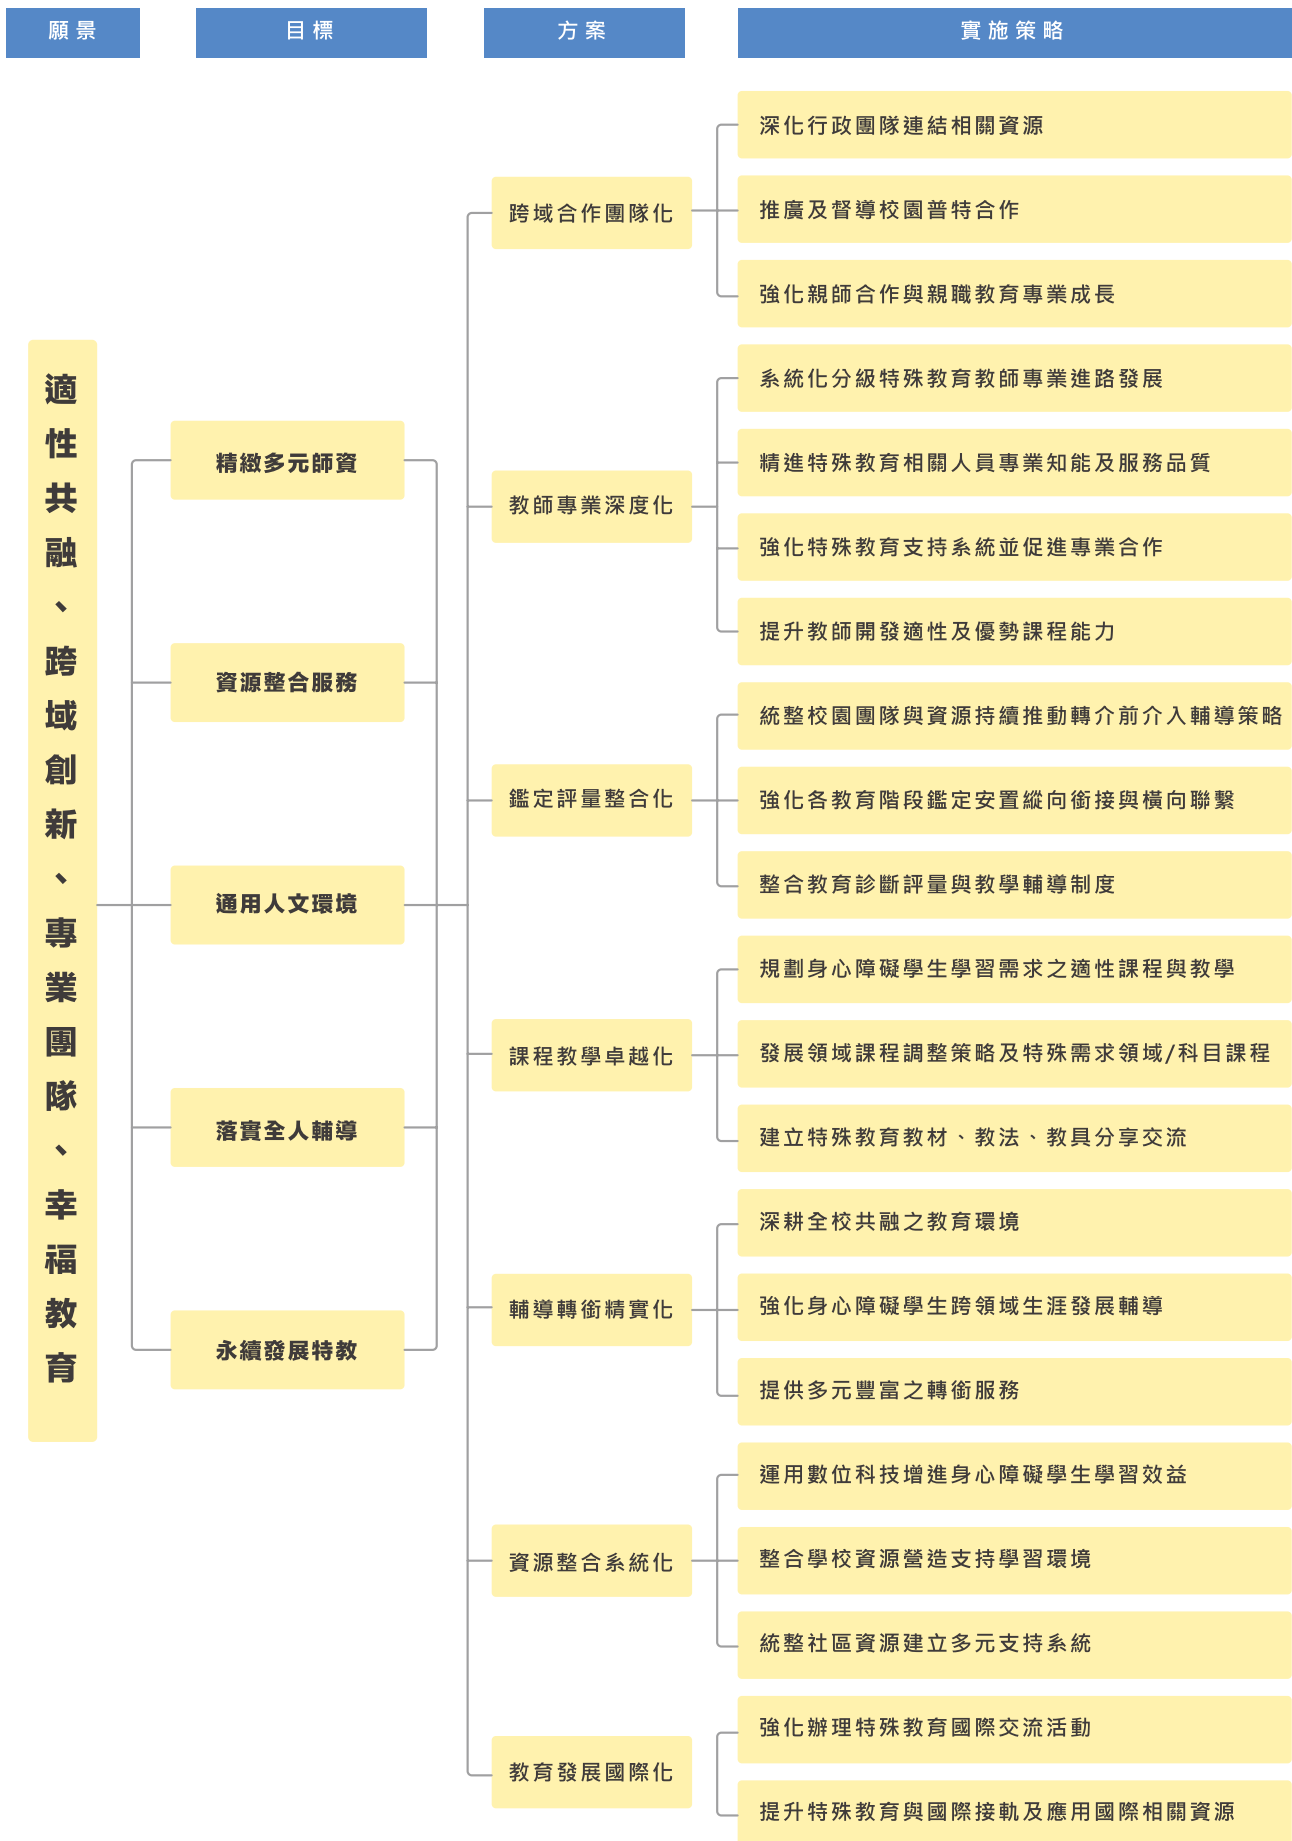 願景
目標
方案
實施策略
適性共融、跨域創新、專業團隊、幸福教育
精緻多元師資
資源整合服務
通用人文環境
落實全人輔導
永續發展特教
跨域合作團隊化
深化行政團隊連結相關資源
推廣及督導校園普特合作
強化親師合作與親職教育專業成長
教師專業深度化
系統化分級特殊教育教師專業進路發展
精進特殊教育相關人員專業知能及服務品質
強化特殊教育支持系統並促進專業合作
提升教師開發適性及優勢課程能力
鑑定評量整合化
統整校園團隊與資源持續推動轉介前介入輔導策略
強化各教育階段鑑定安置縱向銜接與橫向聯繫
整合教育診斷評量與教學輔導制度
課程教學卓越化
規劃身心障礙學生學習需求之適性課程與教學
發展領域課程調整策略及特殊需求領域/科目課程
建立特殊教育教材、教法、教具分享交流
輔導轉銜精實化
深耕全校共融之教育環境
強化身心障礙學生跨領域生涯發展輔導
提供多元豐富之轉銜服務
資源整合系統化
運用數位科技增進身心障礙學生學習效益
整合學校資源營造支持學習環境
統整社區資源建立多元支持系統
教育發展國際化
強化辦理特殊教育國際交流活動
提升特殊教育與國際接軌及應用國際相關資源